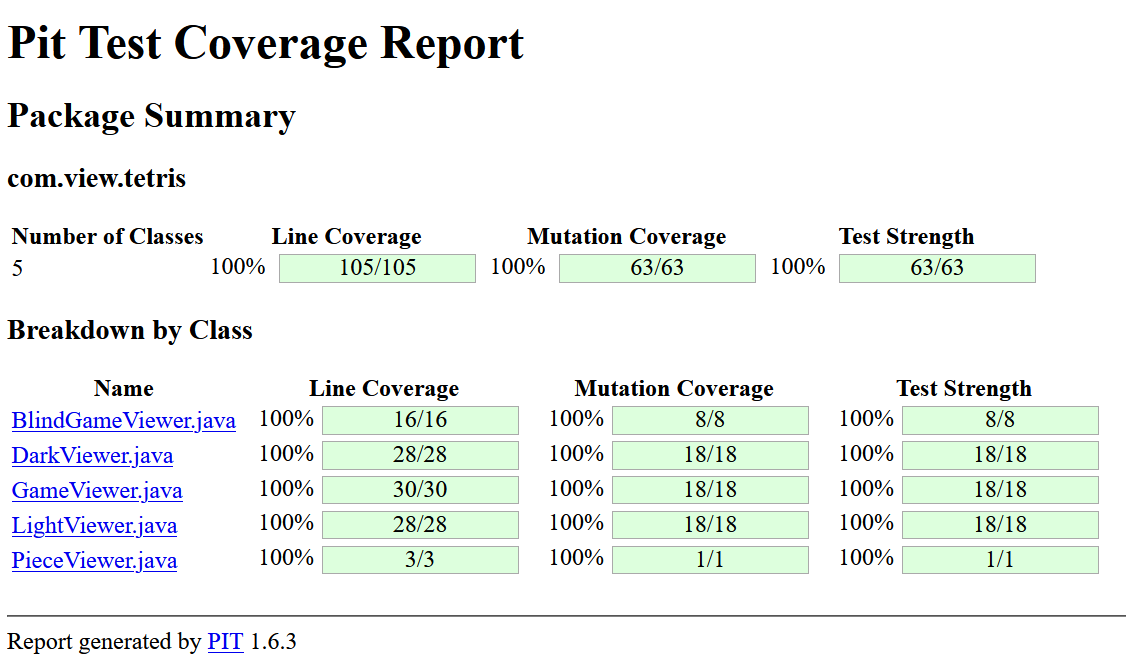 Pit Test Coverage Report
Package Summary
com.view.tetris
Number of Classes Line Coverage Mutation Coverage Test Strength
5 100% 105/105 100% 63/63 100% 63/63
Breakdown by Class
Name Line Coverage Mutation Coverage Test Strength
BlindGameViewer.java 100% 16/16 100% 8/8 100% 8/8
DarkViewer.java 100% 28/28 100% 18/18 100% 18/18
GameViewer.java 100% 30/30 100% 18/18 100% 18/18
LightViewer.java 100% 28/28 100% 18/18 100% 18/18
PieceViewer.java 100% 3/3 100% 1/1 100% 1/1
Report generated by PIT 1.6.3